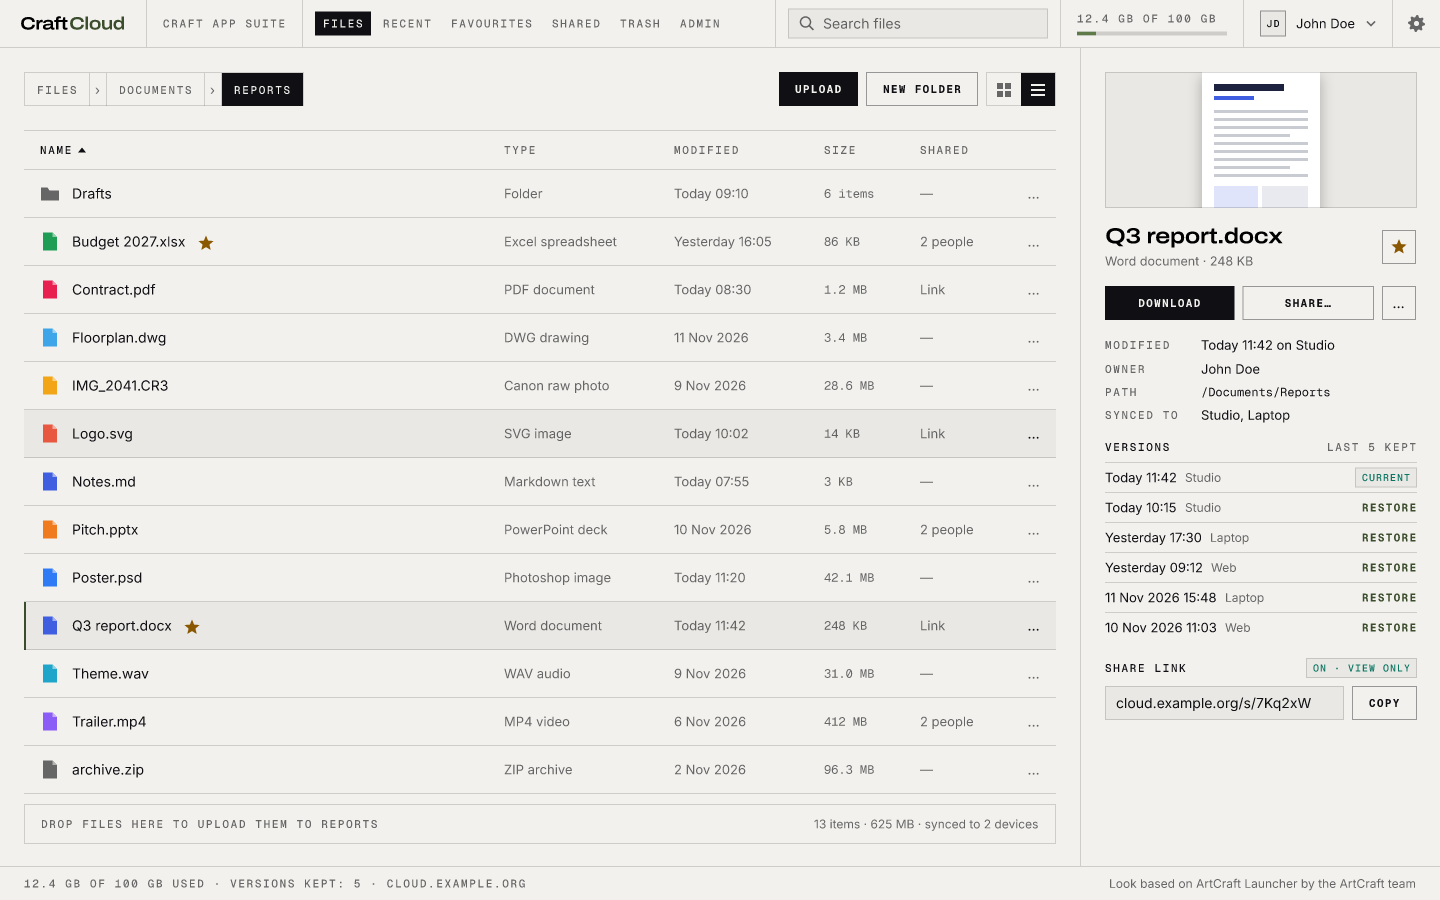 CraftCloud
CRAFT APP SUITE
FILES RECENT FAVOURITES SHARED TRASH ADMIN
Search files
12.4 GB OF 100 GB
JD John Doe
FILES › DOCUMENTS › REPORTS
UPLOAD NEW FOLDER
NAME TYPE MODIFIED SIZE SHARED
Drafts Folder Today 09:10 6 items — ...
Budget 2027.xlsx Excel spreadsheet Yesterday 16:05 86 KB 2 people ...
Contract.pdf PDF document Today 08:30 1.2 MB Link ...
Floorplan.dwg DWG drawing 11 Nov 2026 3.4 MB — ...
IMG_2041.CR3 Canon raw photo 9 Nov 2026 28.6 MB — ...
Logo.svg SVG image Today 10:02 14 KB Link ...
Notes.md Markdown text Today 07:55 3 KB — ...
Pitch.pptx PowerPoint deck 10 Nov 2026 5.8 MB 2 people ...
Poster.psd Photoshop image Today 11:20 42.1 MB — ...
Q3 report.docx Word document Today 11:42 248 KB Link ...
Theme.wav WAV audio 9 Nov 2026 31.0 MB — ...
Trailer.mp4 MP4 video 6 Nov 2026 412 MB 2 people ...
archive.zip ZIP archive 2 Nov 2026 96.3 MB — ...
DROP FILES HERE TO UPLOAD THEM TO REPORTS
13 items · 625 MB · synced to 2 devices
Q3 report.docx
Word document · 248 KB
DOWNLOAD SHARE… ...
MODIFIED Today 11:42 on Studio
OWNER John Doe
PATH /Documents/Reports
SYNCED TO Studio, Laptop
VERSIONS LAST 5 KEPT
Today 11:42 Studio CURRENT
Today 10:15 Studio RESTORE
Yesterday 17:30 Laptop RESTORE
Yesterday 09:12 Web RESTORE
11 Nov 2026 15:48 Laptop RESTORE
10 Nov 2026 11:03 Web RESTORE
SHARE LINK ON · VIEW ONLY
cloud.example.org/s/7Kq2xW COPY
12.4 GB OF 100 GB USED · VERSIONS KEPT: 5 · CLOUD.EXAMPLE.ORG
Look based on ArtCraft Launcher by the ArtCraft team